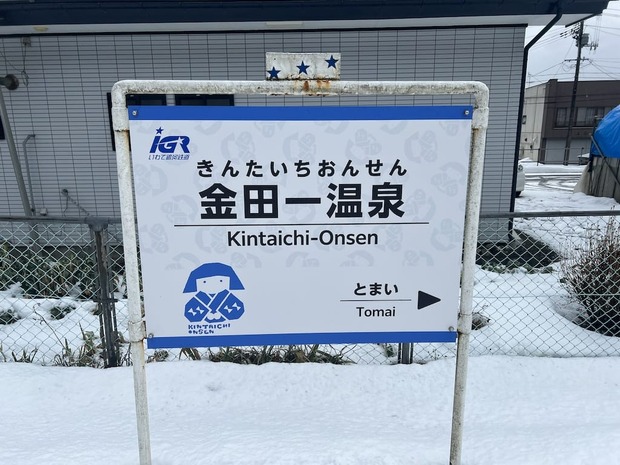 IGR
いわて銀河鉄道
きんたいちおんせん
金田一温泉
Kintaichi-Onsen
とまい
Tomai
KINTAICHI
ONSEN